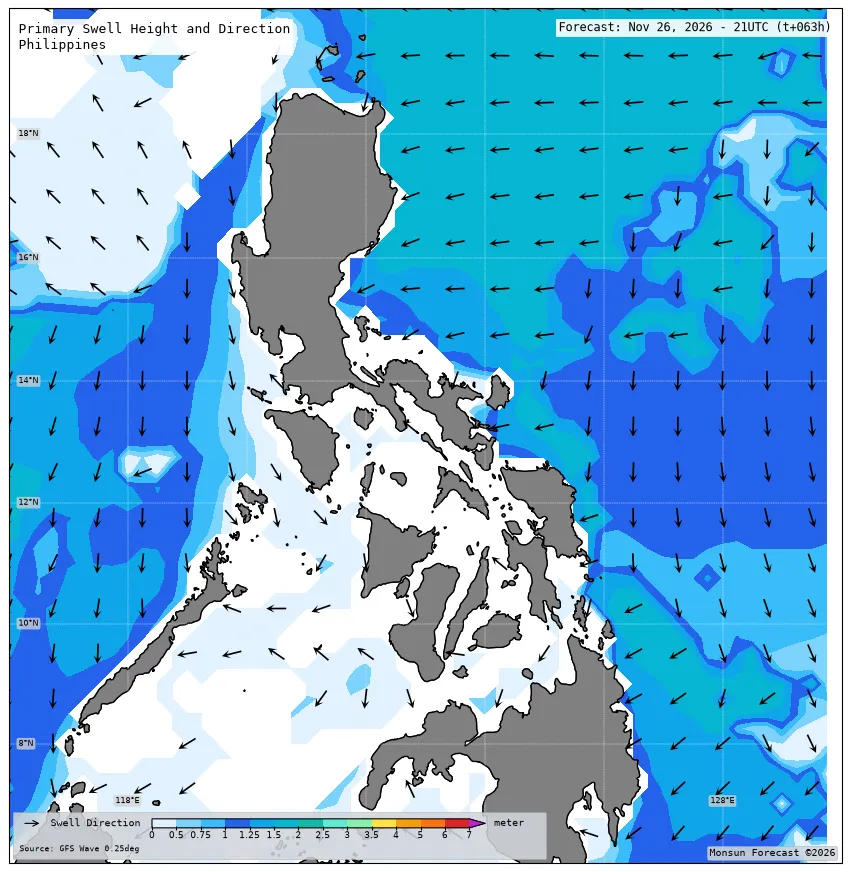 Primary Swell Height and Direction
Philippines
Forecast: Nov 26, 2026 - 21UTC (t+063h)
18°N
16°N
14°N
12°N
10°N
8°N
118°E
128°E
Swell Direction
0 0.5 0.75 1 1.25 1.5 2 2.5 3 3.5 4 5 6 7
meter
Source: GFS Wave 0.25deg
Monsun Forecast ©2026